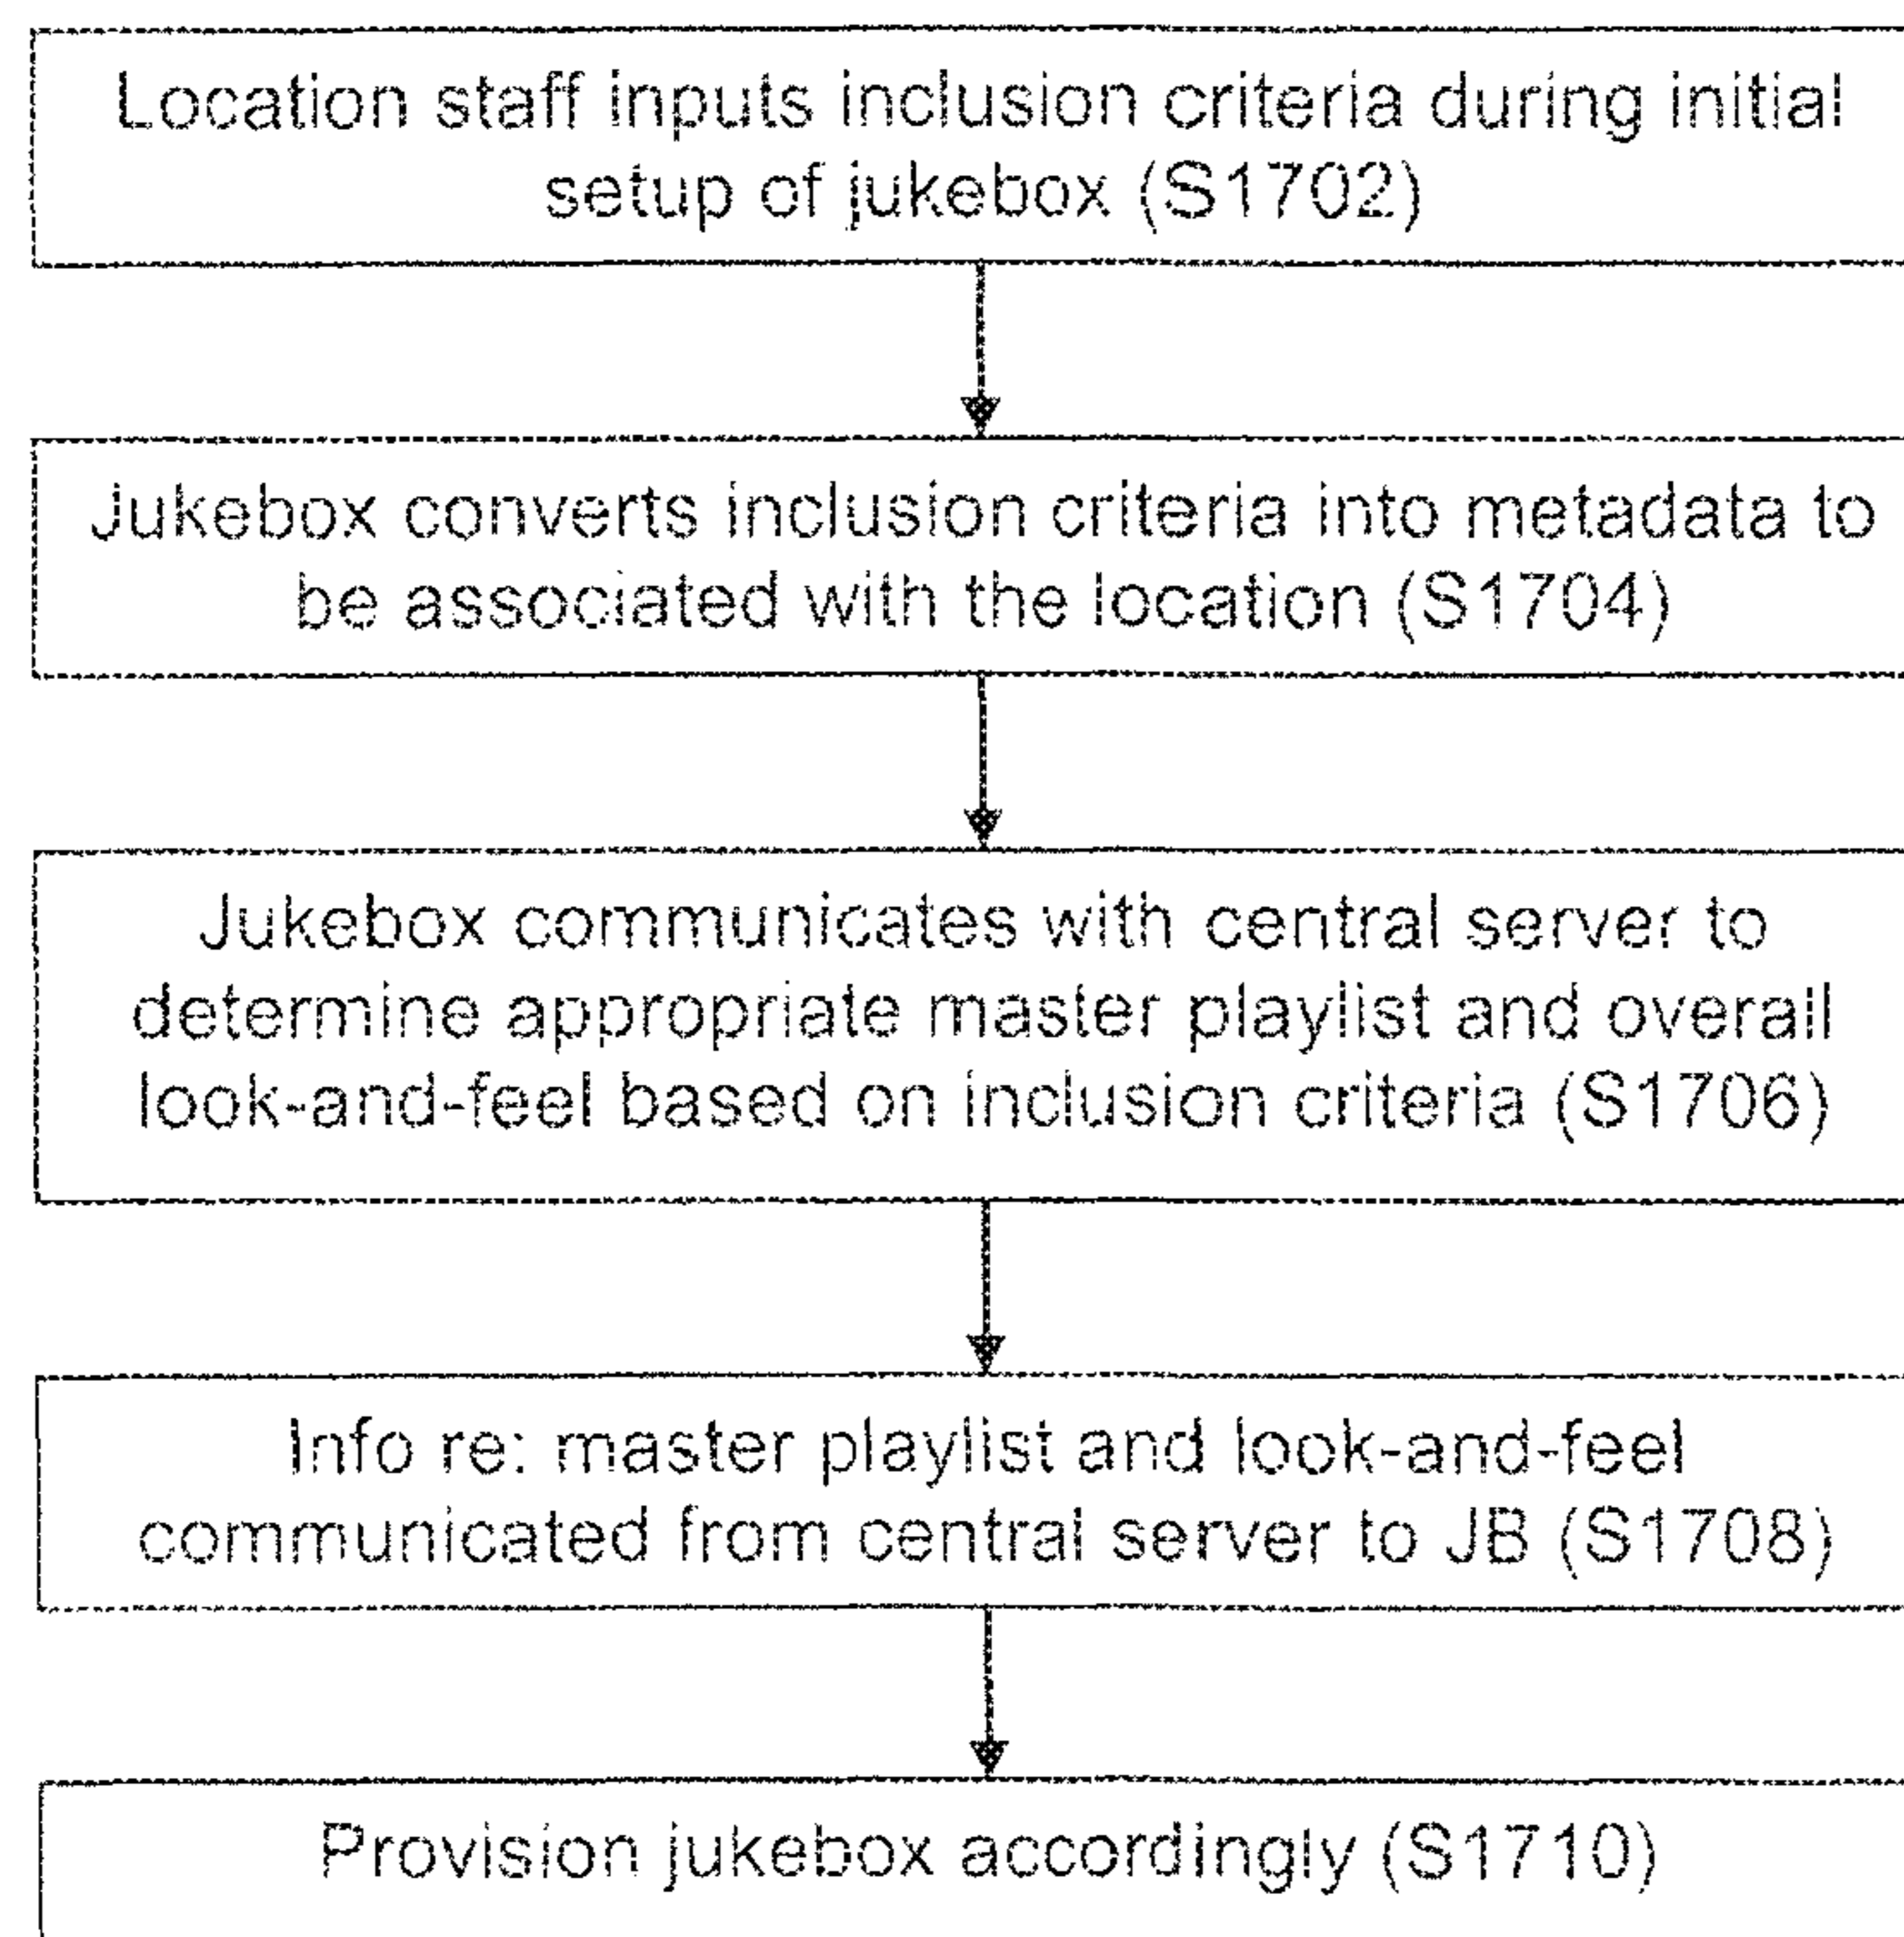 Location staff inputs inclusion criteria during initial
setup of jukebox (S1702)
Jukebox converts inclusion criteria into metadata to
be associated with the location (S1704)
Jukebox communicates with central server to
determine appropriate master playlist and overall
look-and-feel based on inclusion criteria (S1706)
Info re: master playlist and look-and-feel
communicated from central server to JB (S1708)
Provision jukebox accordingly (S1710)